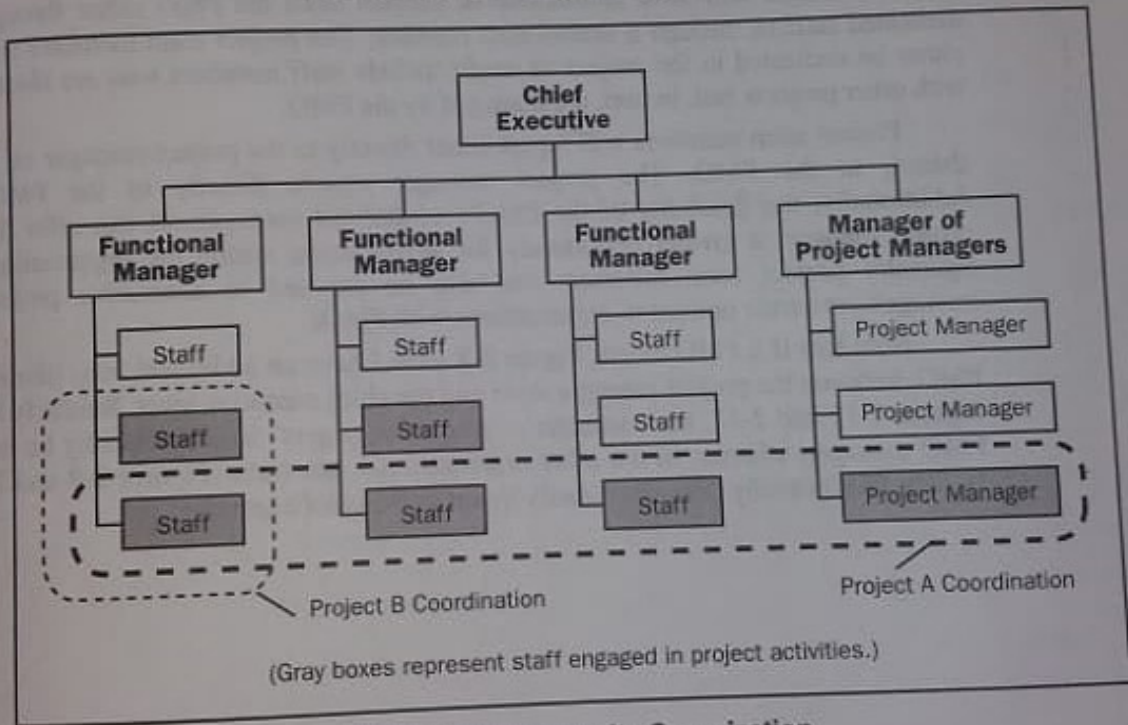 Chief
Executive
Functional
Manager
Functional
Manager
Functional
Manager
Manager of
Project Managers
Staff
Staff
Staff
Project Manager
Staff
Staff
Staff
Project Manager
Staff
Staff
Staff
Project Manager
Project B Coordination
Project A Coordination
(Gray boxes represent staff engaged in project activities.)